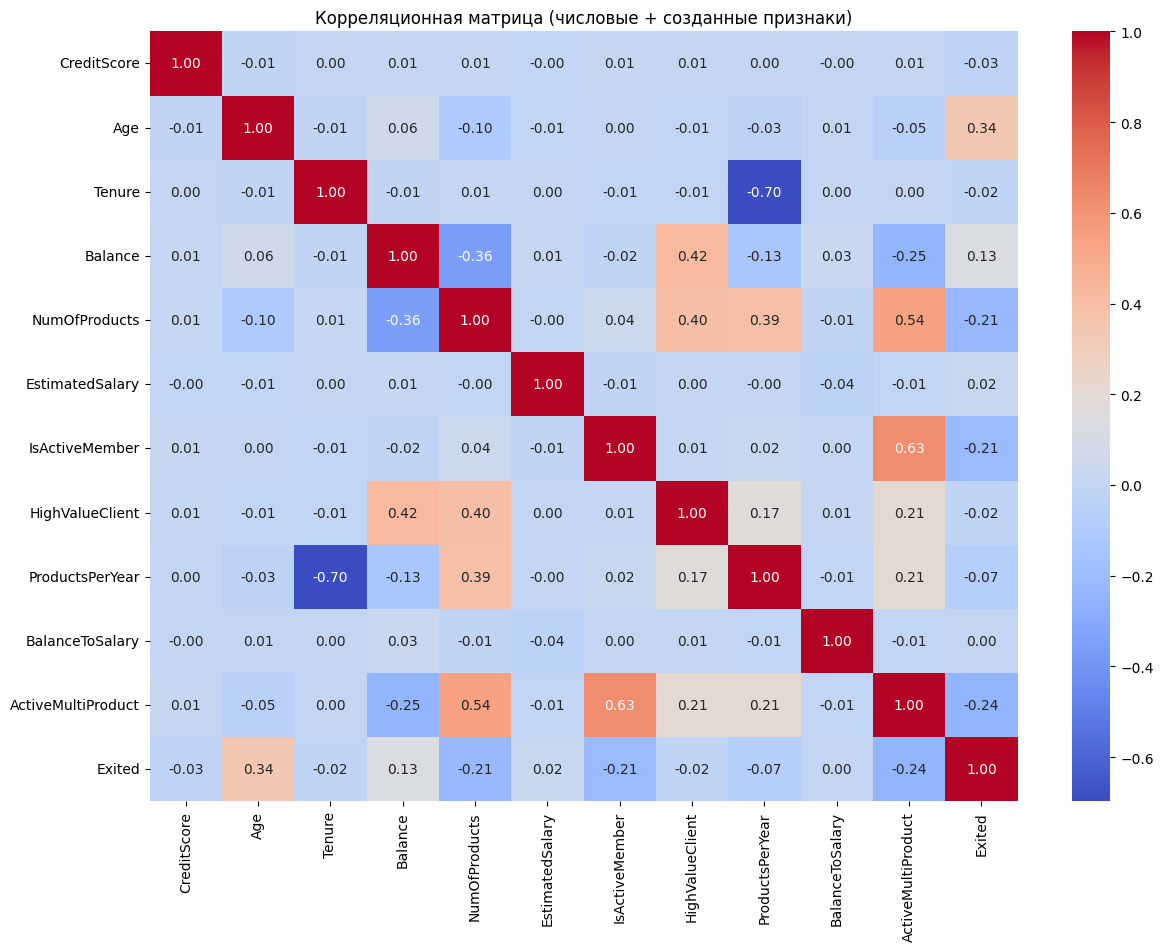 Корреляционная матрица (числовые + созданные признаки)
CreditScore 1.00 -0.01 0.00 0.01 0.01 -0.00 0.01 0.01 0.00 -0.00 0.01 -0.03
Age -0.01 1.00 -0.01 0.06 -0.10 -0.01 0.00 -0.01 -0.03 0.01 -0.05 0.34
Tenure 0.00 -0.01 1.00 -0.01 0.01 0.00 -0.01 -0.01 -0.70 0.00 0.00 -0.02
Balance 0.01 0.06 -0.01 1.00 -0.36 0.01 -0.02 0.42 -0.13 0.03 -0.25 0.13
NumOfProducts 0.01 -0.10 0.01 -0.36 1.00 -0.00 0.04 0.40 0.39 -0.01 0.54 -0.21
EstimatedSalary -0.00 -0.01 0.00 0.01 -0.00 1.00 -0.01 0.00 -0.00 -0.04 -0.01 0.02
IsActiveMember 0.01 0.00 -0.01 -0.02 0.04 -0.01 1.00 0.01 0.02 0.00 0.63 -0.21
HighValueClient 0.01 -0.01 -0.01 0.42 0.40 0.00 0.01 1.00 0.17 0.01 0.21 -0.02
ProductsPerYear 0.00 -0.03 -0.70 -0.13 0.39 -0.00 0.02 0.17 1.00 -0.01 0.21 -0.07
BalanceToSalary -0.00 0.01 0.00 0.03 -0.01 -0.04 0.00 0.01 -0.01 1.00 -0.01 0.00
ActiveMultiProduct 0.01 -0.05 0.00 -0.25 0.54 -0.01 0.63 0.21 0.21 -0.01 1.00 -0.24
Exited -0.03 0.34 -0.02 0.13 -0.21 0.02 -0.21 -0.02 -0.07 0.00 -0.24 1.00
CreditScore
Age
Tenure
Balance
NumOfProducts
EstimatedSalary
IsActiveMember
HighValueClient
ProductsPerYear
BalanceToSalary
ActiveMultiProduct
Exited
1.0
0.8
0.6
0.4
0.2
0.0
−0.2
−0.4
−0.6